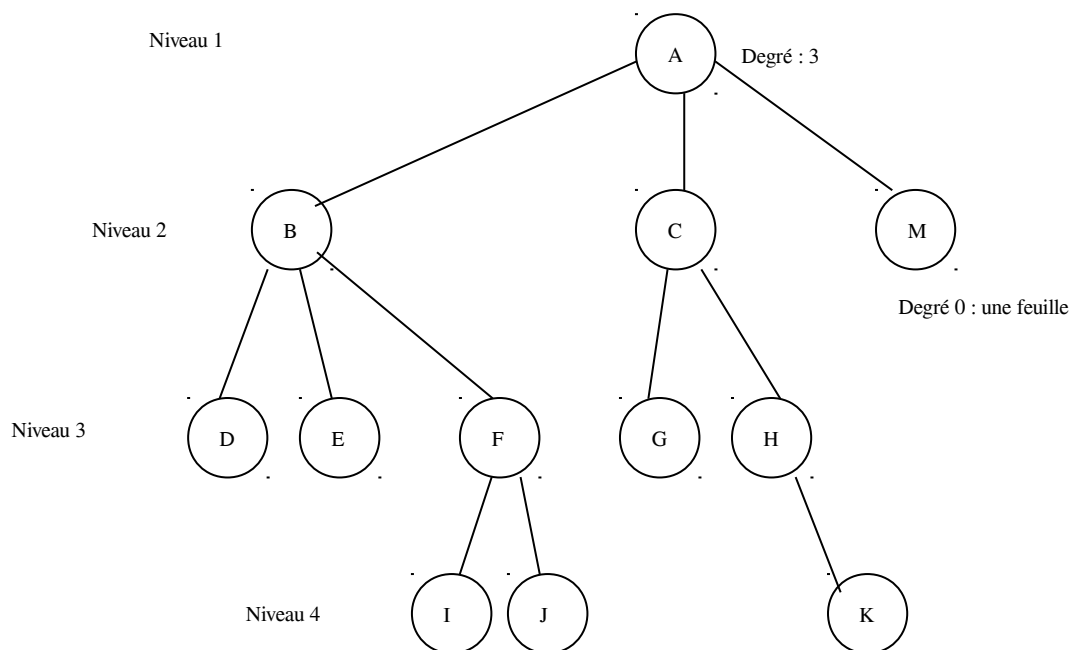 Niveau 1
A
Degré : 3
Niveau 2
B
C
M
Degré 0 : une feuille
Niveau 3
D
E
F
G
H
Niveau 4
I
J
K